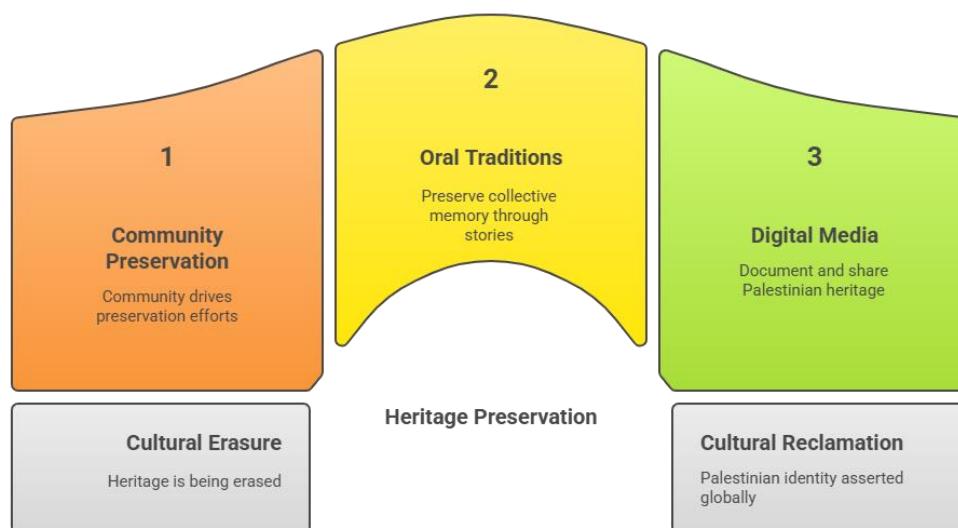 1
Community
Preservation
Community drives
preservation efforts
2
Oral Traditions
Preserve collective
memory through
stories
3
Digital Media
Document and share
Palestinian heritage
Heritage Preservation
Cultural Erasure
Heritage is being erased
Cultural Reclamation
Palestinian identity asserted
globally